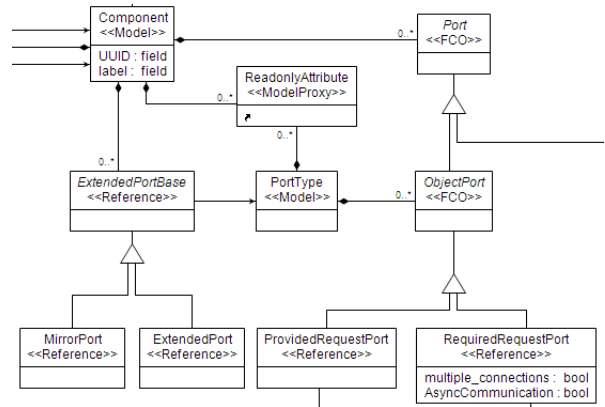 Component
<<Model>>
UUID : field
label : field
0..*
Port
<<FCO>>
ReadonlyAttribute
<<ModelProxy>>
0..*
0..*
0..*
ExtendedPortBase
<<Reference>>
PortType
<<Model>>
0..*
ObjectPort
<<FCO>>
MirrorPort
<<Reference>>
ExtendedPort
<<Reference>>
ProvidedRequestPort
<<Reference>>
RequiredRequestPort
<<Reference>>
multiple_connections : bool
AsyncCommunication : bool